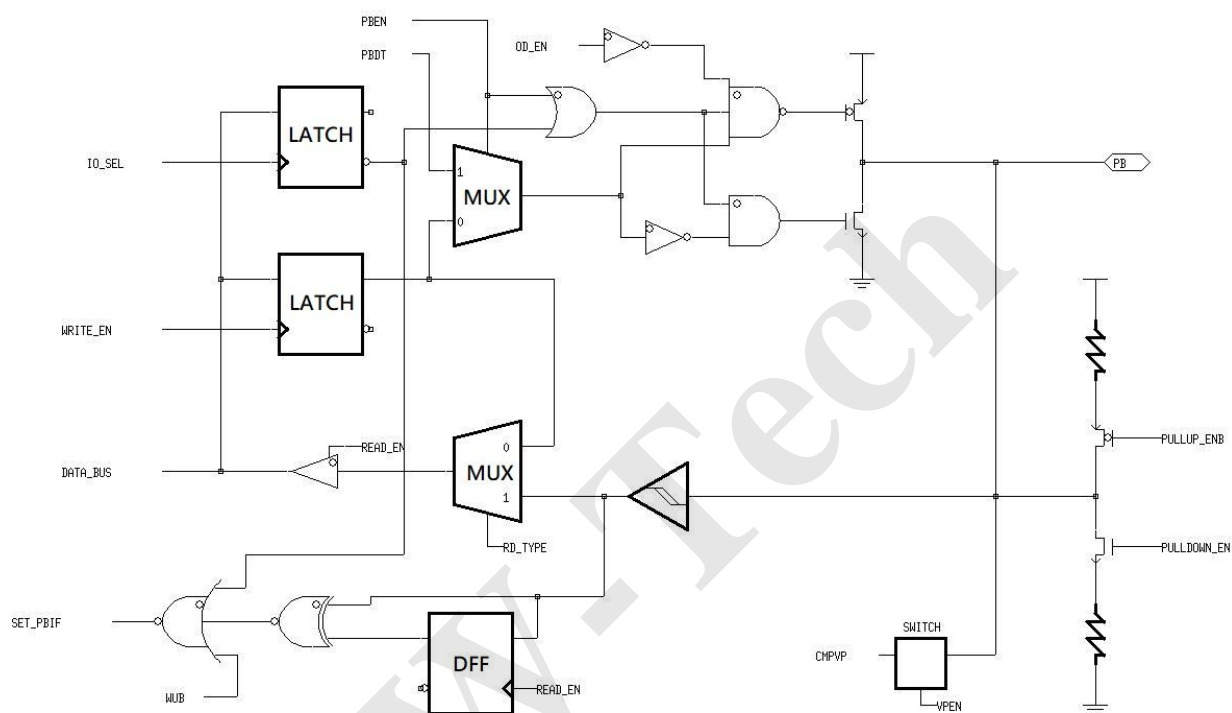 PBEN
OD_EN
PBDT
LATCH
IO_SEL
1
MUX
0
PB
LATCH
WRITE_EN
READ_EN
0
MUX
1
PULLUP_ENB
DATA_BUS
RD_TYPE
PULLDOWN_EN
SET_PBIF
SWITCH
DFF
CMPVP
READ_EN
WUB
VPEN
W-Tech